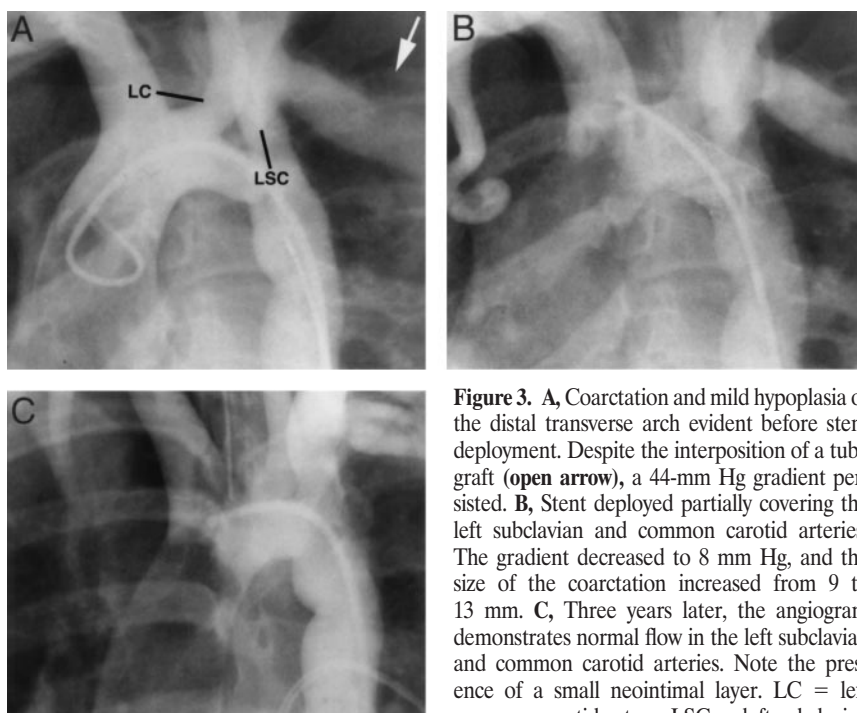 A
LC
LSC
B
C
Figure 3. A, Coarctation and mild hypoplasia o
the distal transverse arch evident before sten
deployment. Despite the interposition of a tub
graft (open arrow), a 44-mm Hg gradient per
sisted. B, Stent deployed partially covering th
left subclavian and common carotid arteries
The gradient decreased to 8 mm Hg, and th
size of the coarctation increased from 9 t
13 mm. C, Three years later, the angiogram
demonstrates normal flow in the left subclavia
and common carotid arteries. Note the pres
ence of a small neointimal layer. LC = lef